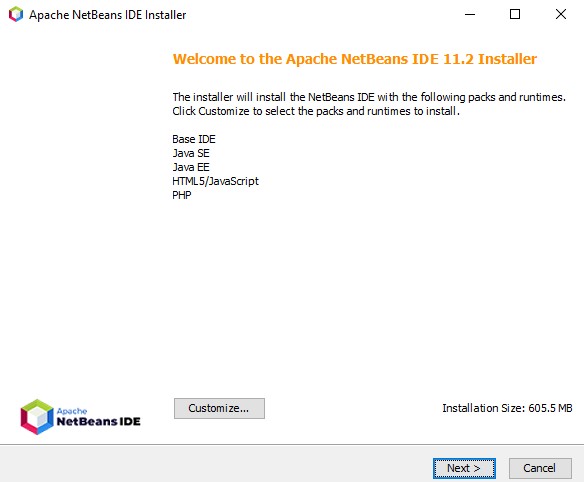 Apache NetBeans IDE Installer
Welcome to the Apache NetBeans IDE 11.2 Installer
The installer will install the NetBeans IDE with the following packs and runtimes.
Click Customize to select the packs and runtimes to install.
Base IDE
Java SE
Java EE
HTML5/JavaScript
PHP
Apache
NetBeans IDE
Customize...
Installation Size: 605.5 MB
Next >
Cancel